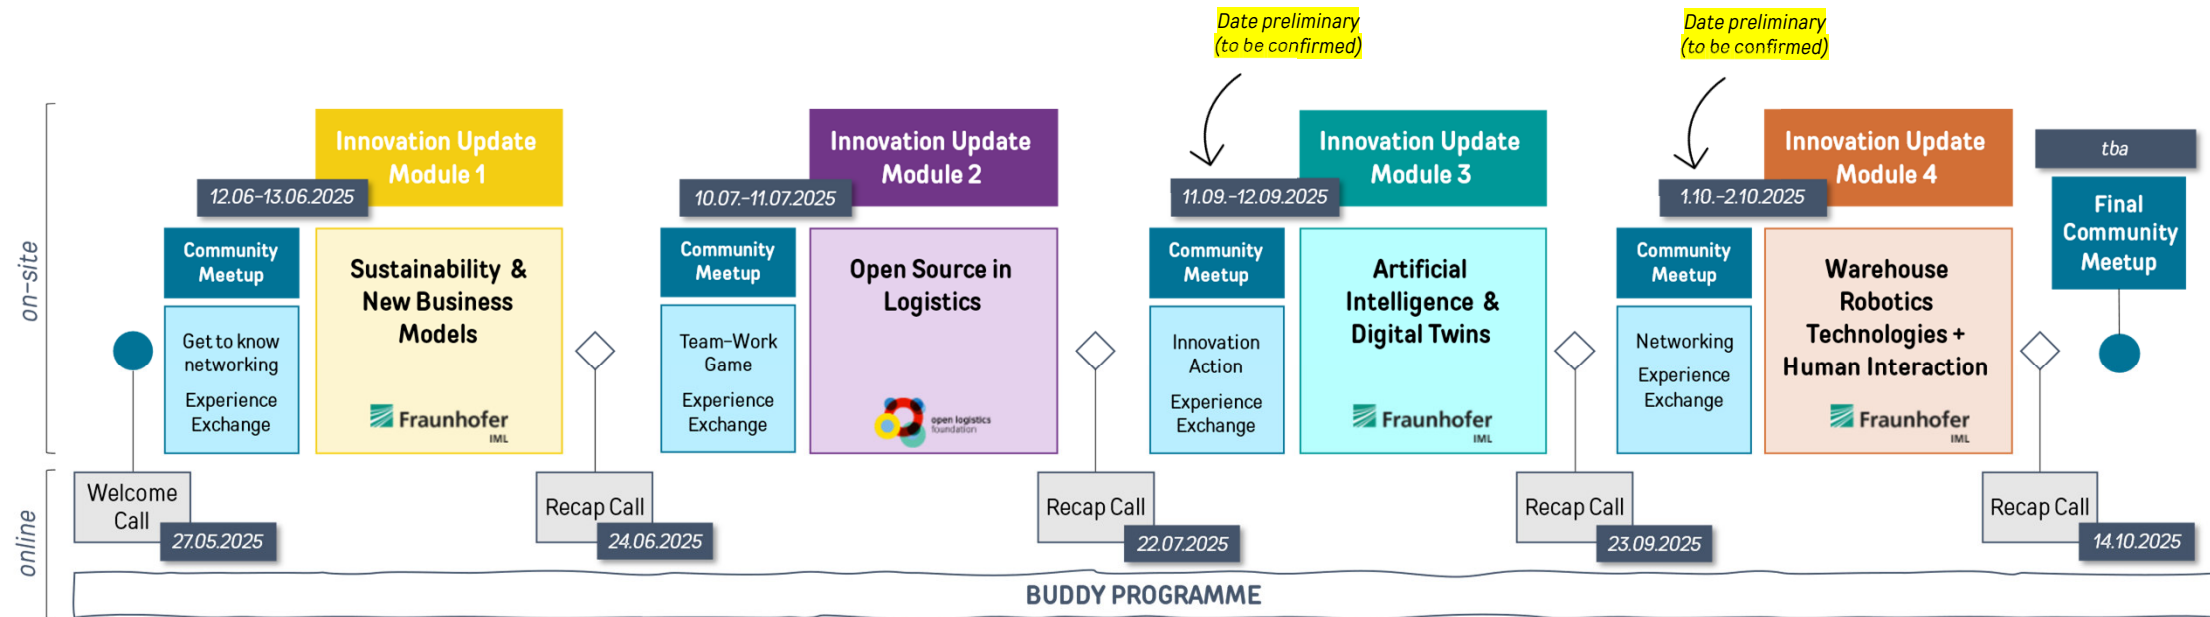 Date preliminary
(to be confirmed)
Date preliminary
(to be confirmed)
on-site
Innovation Update
Module 1
12.06-13.06.2025
Community
Meetup
Get to know
networking
Experience
Exchange
Sustainability &
New Business
Models
Fraunhofer
IML
Innovation Update
Module 2
10.07.-11.07.2025
Community
Meetup
Team-Work
Game
Experience
Exchange
Open Source in
Logistics
open logistics
foundation
Innovation Update
Module 3
11.09.-12.09.2025
Community
Meetup
Innovation
Action
Experience
Exchange
Artificial
Intelligence &
Digital Twins
Fraunhofer
IML
Innovation Update
Module 4
1.10.-2.10.2025
Community
Meetup
Networking
Experience
Exchange
Warehouse
Robotics
Technologies +
Human Interaction
Fraunhofer
IML
tba
Final
Community
Meetup
online
Welcome
Call
27.05.2025
Recap Call
24.06.2025
Recap Call
22.07.2025
Recap Call
23.09.2025
Recap Call
14.10.2025
BUDDY PROGRAMME